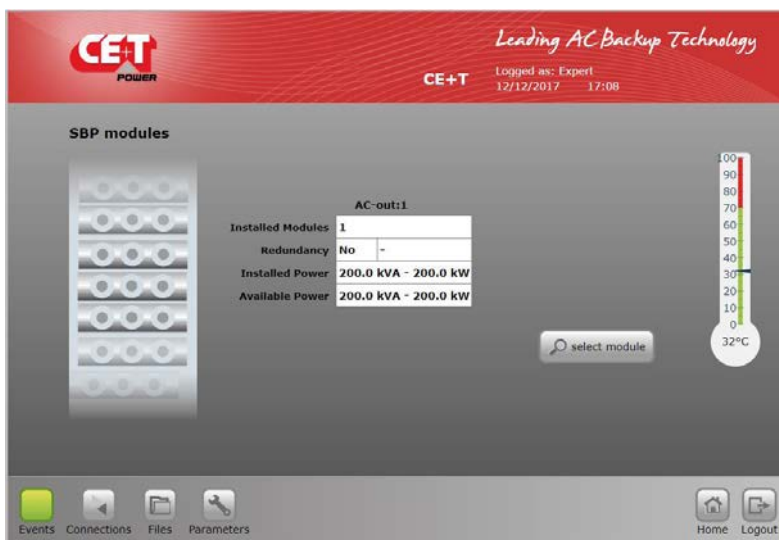 CE+T
POWER
Leading AC Backup Technology
CE+T
Logged as: Expert
12/12/2017 17:08
SBP modules
AC-out:1
Installed Modules 1
Redundancy No -
Installed Power 200.0 kVA - 200.0 kW
Available Power 200.0 kVA - 200.0 kW
100
90
80
70
60
50
40
30
20
10
0
32°C
select module
Events Connections Files Parameters Home Logout